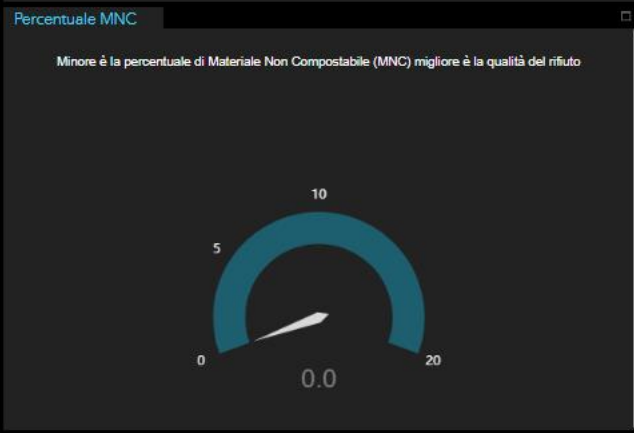 Percentuale MNC
Minore è la percentuale di Materiale Non Compostabile (MNC) migliore è la qualità del rifiuto
10
5
0
20
0.0